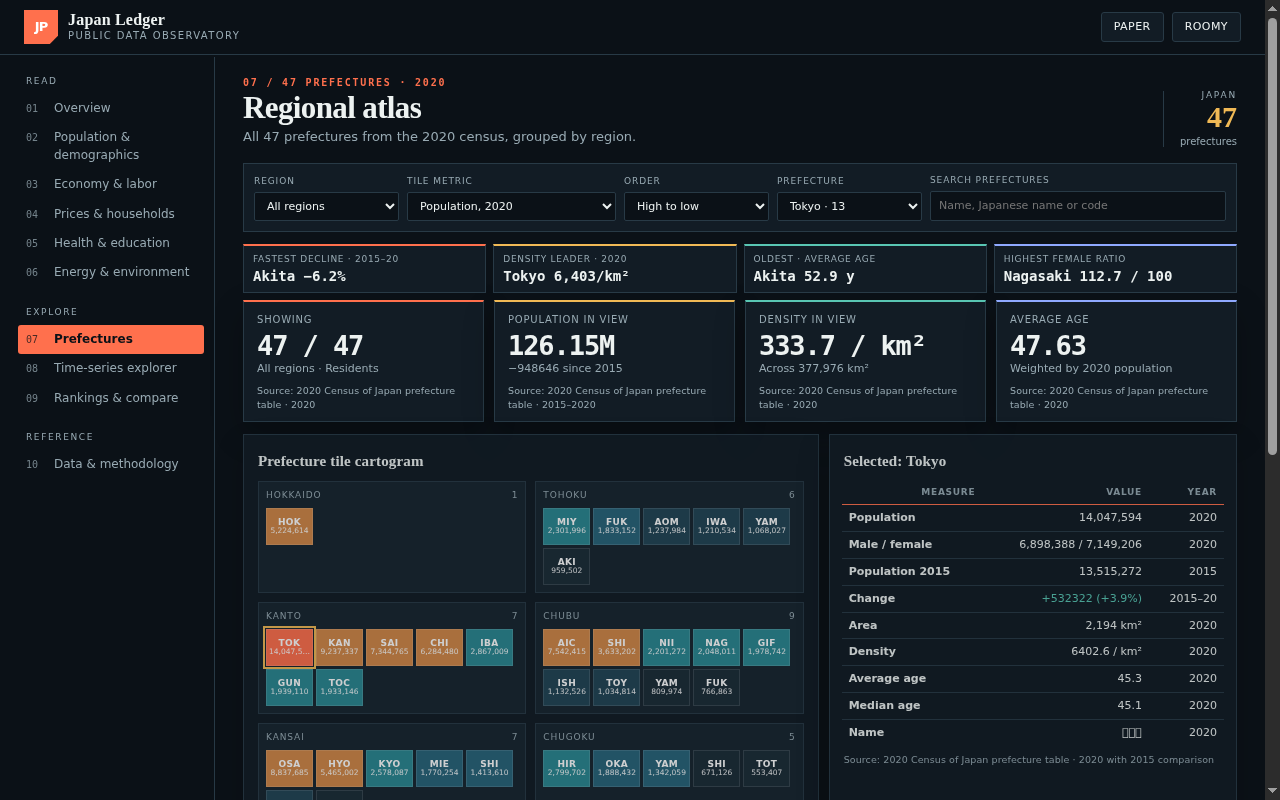 JP
Japan Ledger
PUBLIC DATA OBSERVATORY
PAPER
ROOMY
READ
01 Overview
02 Population &
demographics
03 Economy & labor
04 Prices & households
05 Health & education
06 Energy & environment
EXPLORE
07 Prefectures
08 Time-series explorer
09 Rankings & compare
REFERENCE
10 Data & methodology
07 / 47 PREFECTURES · 2020
Regional atlas
All 47 prefectures from the 2020 census, grouped by region.
JAPAN
47
prefectures
REGION
All regions
TILE METRIC
Population, 2020
ORDER
High to low
PREFECTURE
Tokyo · 13
SEARCH PREFECTURES
Name, Japanese name or code
FASTEST DECLINE · 2015–20
Akita −6.2%
DENSITY LEADER · 2020
Tokyo 6,403/km²
OLDEST · AVERAGE AGE
Akita 52.9 y
HIGHEST FEMALE RATIO
Nagasaki 112.7 / 100
SHOWING
47 / 47
All regions · Residents
Source: 2020 Census of Japan prefecture
table · 2020
POPULATION IN VIEW
126.15M
−948646 since 2015
Source: 2020 Census of Japan prefecture
table · 2015–2020
DENSITY IN VIEW
333.7 / km²
Across 377,976 km²
Source: 2020 Census of Japan prefecture
table · 2020
AVERAGE AGE
47.63
Weighted by 2020 population
Source: 2020 Census of Japan prefecture
table · 2020
Prefecture tile cartogram
HOKKAIDO 1
HOK
5,224,614
TOHOKU 6
MIY FUK AOM IWA YAM
2,301,996 1,833,152 1,237,984 1,210,534 1,068,027
AKI
959,502
KANTO 7
TOK KAN SAI CHI IBA
14,047,5... 9,237,337 7,344,765 6,284,480 2,867,009
GUN TOC
1,939,110 1,933,146
CHUBU 9
AIC SHI NII NAG GIF
7,542,415 3,633,202 2,201,272 2,048,011 1,978,742
ISH TOY YAM FUK
1,132,526 1,034,814 809,974 766,863
KANSAI 7
OSA HYO KYO MIE SHI
8,837,685 5,465,002 2,578,087 1,770,254 1,413,610
CHUGOKU 5
HIR OKA YAM SHI TOT
2,799,702 1,888,432 1,342,059 671,126 553,407
Selected: Tokyo
MEASURE VALUE YEAR
Population 14,047,594 2020
Male / female 6,898,388 / 7,149,206 2020
Population 2015 13,515,272 2015
Change +532322 (+3.9%) 2015–20
Area 2,194 km² 2020
Density 6402.6 / km² 2020
Average age 45.3 2020
Median age 45.1 2020
Name 2020
Source: 2020 Census of Japan prefecture table · 2020 with 2015 comparison